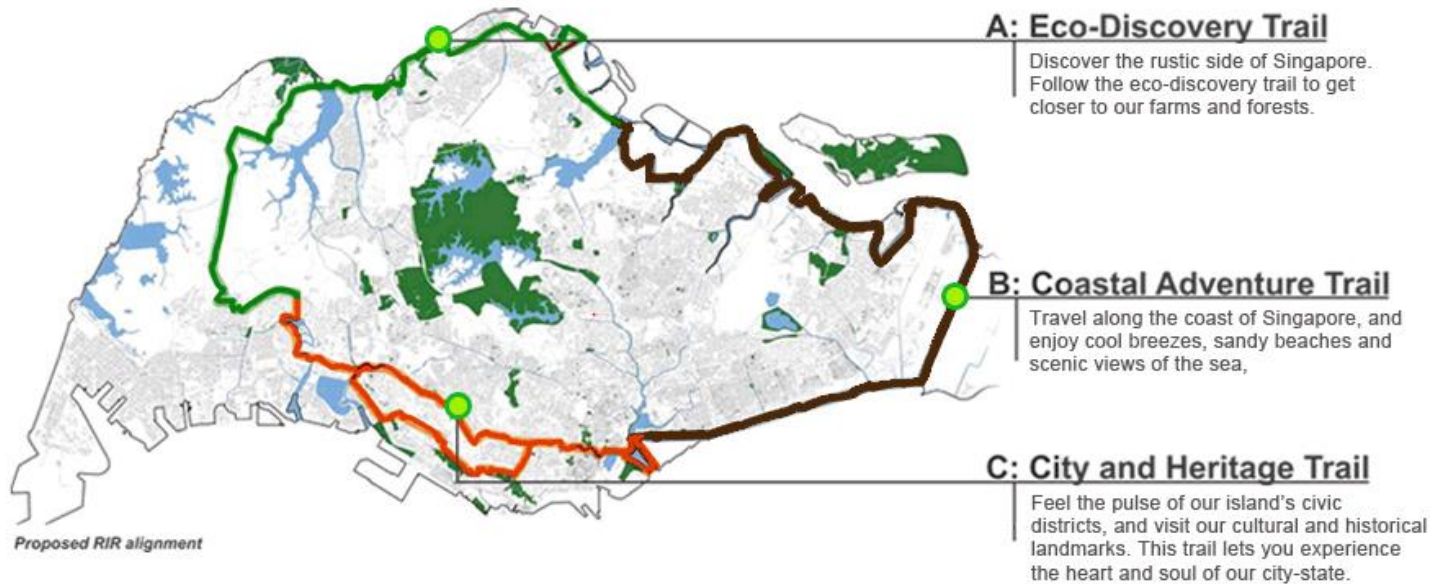 A: Eco-Discovery Trail
Discover the rustic side of Singapore.
Follow the eco-discovery trail to get
closer to our farms and forests.
B: Coastal Adventure Trail
Travel along the coast of Singapore, and
enjoy cool breezes, sandy beaches and
scenic views of the sea,
C: City and Heritage Trail
Feel the pulse of our island's civic
districts, and visit our cultural and historical
landmarks. This trail lets you experience
the heart and soul of our city-state.
Proposed RIR alignment